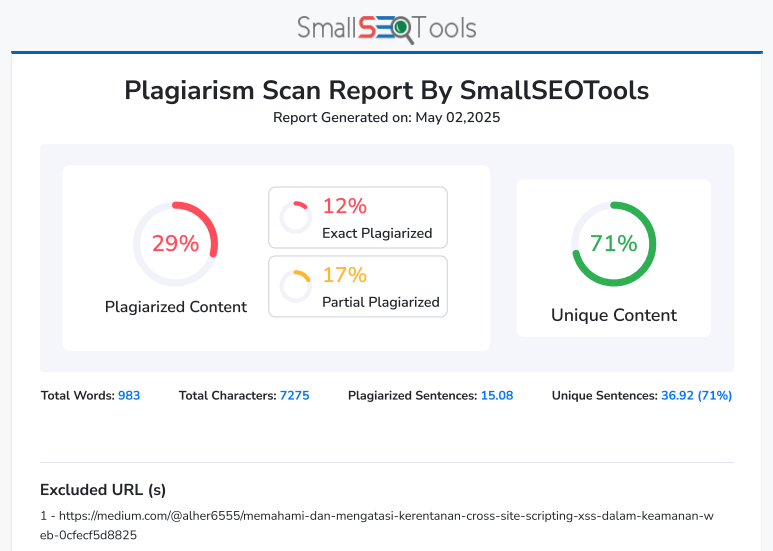 SmallSEOTools
Plagiarism Scan Report By SmallSEOTools
Report Generated on: May 02,2025
29%
Plagiarized Content
12%
Exact Plagiarized
17%
Partial Plagiarized
71%
Unique Content
Total Words: 983 Total Characters: 7275 Plagiarized Sentences: 15.08 Unique Sentences: 36.92 (71%)
Excluded URL (s)
1 - https://medium.com/@alher6555/memahami-dan-mengatasi-kerentanan-cross-site-scripting-xss-dalam-keamanan-w
eb-0cfecf5d8825